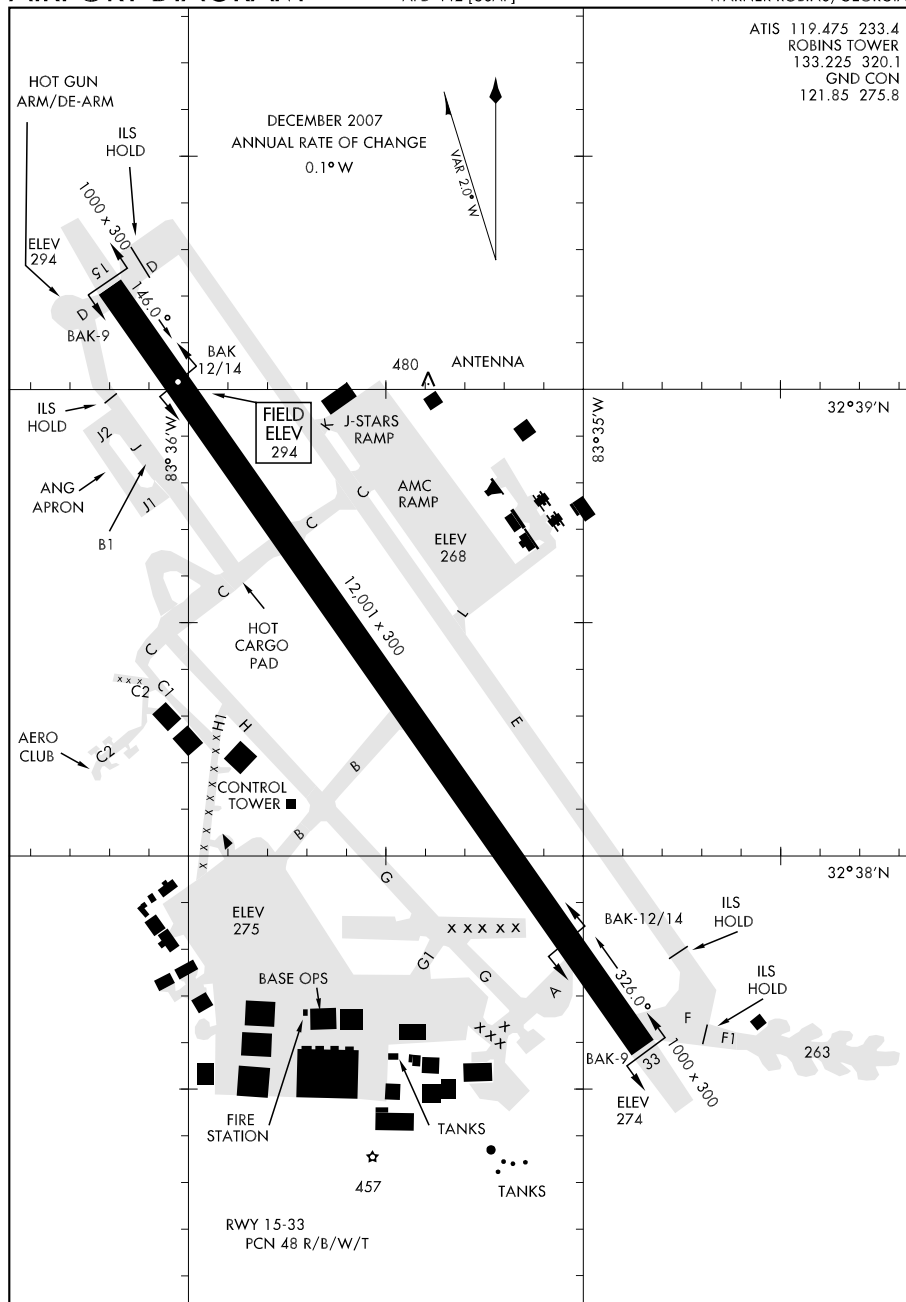 ATIS 119.475 233.4
ROBINS TOWER
133.225 320.1
GND CON
121.85 275.8
HOT GUN
ARM/DE-ARM
ILS
HOLD
DECEMBER 2007
ANNUAL RATE OF CHANGE
0.1° W
VAR 2.0° W
1000 x 300
ELEV
294
15
D
D
146.0°
BAK-9
BAK
12/14
480
ANTENNA
ILS
HOLD
FIELD
ELEV
294
K
J-STARS
RAMP
83° 36'W
83° 35'W
32° 39'N
J2
J
J1
ANG
APRON
B1
C
C
AMC
RAMP
ELEV
268
12,001 x 300
C
HOT
CARGO
PAD
L
C
x x x
C2
C1
H1
H
E
AERO
CLUB
C2
B
x x x x x x x
CONTROL
TOWER
B
G
32° 38'N
ELEV
275
x x x x x
BAK-12/14
ILS
HOLD
G1
G
A
326.0°
ILS
HOLD
BASE OPS
x x x x
F
F1
263
BAK-9
33
1000 x 300
ELEV
274
FIRE
STATION
TANKS
457
TANKS
RWY 15-33
PCN 48 R/B/W/T